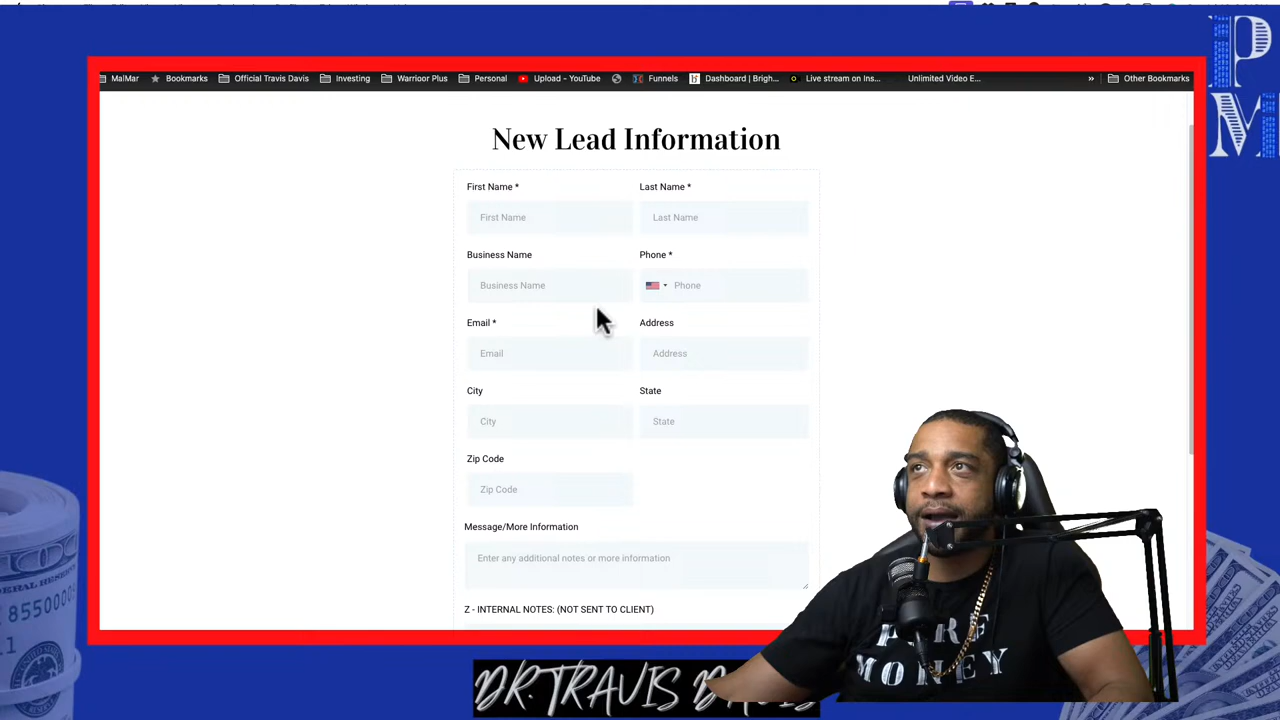 MalMar Bookmarks Official Travis Davis Investing Warrioor Plus Personal Upload - YouTube Funnels Dashboard | Brigh... Live stream on Ins... Unlimited Video E... » Other Bookmarks
P
M
New Lead Information
First Name * Last Name *
First Name Last Name
Business Name Phone *
Business Name Phone
Email * Address
Email Address
City State
City State
Zip Code
Zip Code
Message/More Information
Enter any additional notes or more information
Z - INTERNAL NOTES: (NOT SENT TO CLIENT)
MONEY
DR. TRAVIS